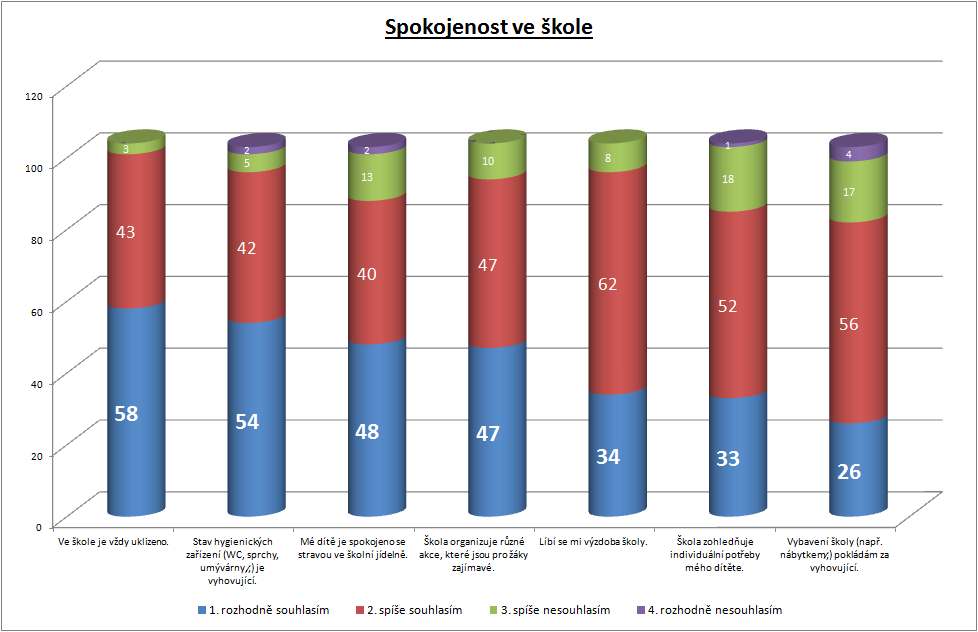 Spokojenost ve škole
120
100
80
60
40
20
0
3
43
58
2
5
42
54
2
13
40
48
10
47
47
8
62
34
1
18
52
33
4
17
56
26
Ve škole je vždy uklizeno.
Stav hygienických
zařízení (WC, sprchy,
umývárny,;) je
vyhovující.
Mé dítě je spokojeno se
stravou ve školní jídelně.
Škola organizuje různé
akce, které jsou pro žáky
zajímavé.
Líbí se mi výzdoba školy.
Škola zohledňuje
individuální potřeby
mého dítěte.
Vybavení školy (např.
nábytkem;) pokládám za
vyhovující.
1. rozhodně souhlasím
2. spíše souhlasím
3. spíše nesouhlasím
4. rozhodně nesouhlasím